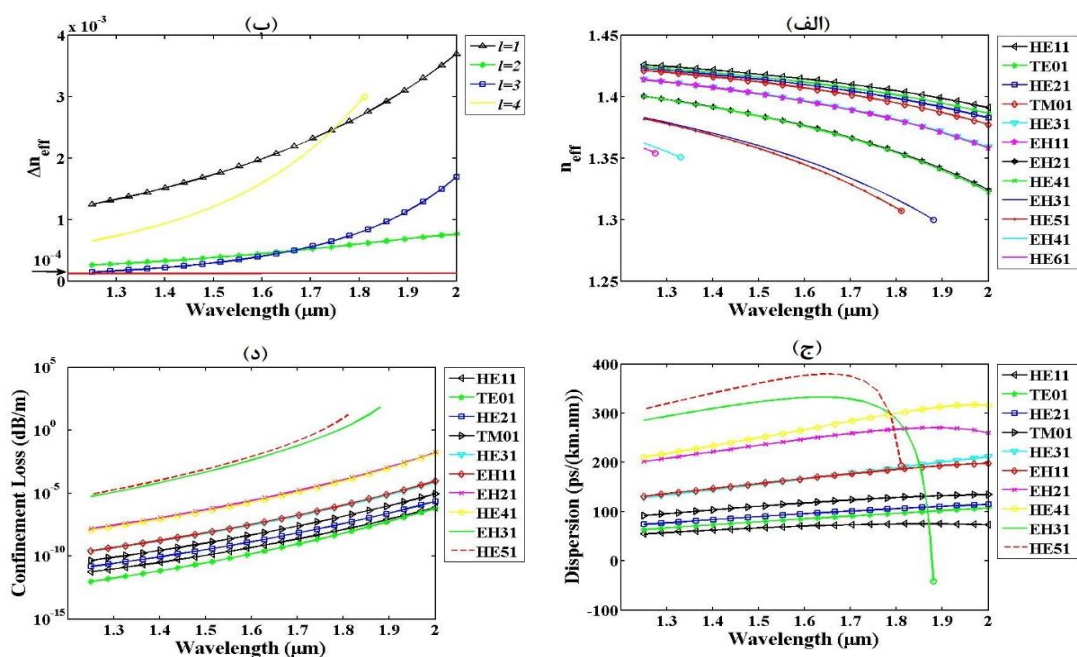 (ب)
4 x 10^-3
3
2
1
10^-4
0
Δn_eff
1.3 1.4 1.5 1.6 1.7 1.8 1.9 2
Wavelength (μm)
l=1
l=2
l=3
l=4
(الف)
1.45
1.4
1.35
1.3
1.25
n_eff
1.3 1.4 1.5 1.6 1.7 1.8 1.9 2
Wavelength (μm)
HE11
TE01
HE21
TM01
HE31
EH11
EH21
HE41
EH31
HE51
EH41
HE61
(د)
10^5
10^0
10^-5
10^-10
10^-15
Confinement Loss (dB/m)
1.3 1.4 1.5 1.6 1.7 1.8 1.9 2
Wavelength (μm)
HE11
TE01
HE21
TM01
HE31
EH11
EH21
HE41
EH31
HE51
(ج)
400
300
200
100
0
-100
Dispersion (ps/(km.nm))
1.3 1.4 1.5 1.6 1.7 1.8 1.9 2
Wavelength (μm)
HE11
TE01
HE21
TM01
HE31
EH11
EH21
HE41
EH31
HE51